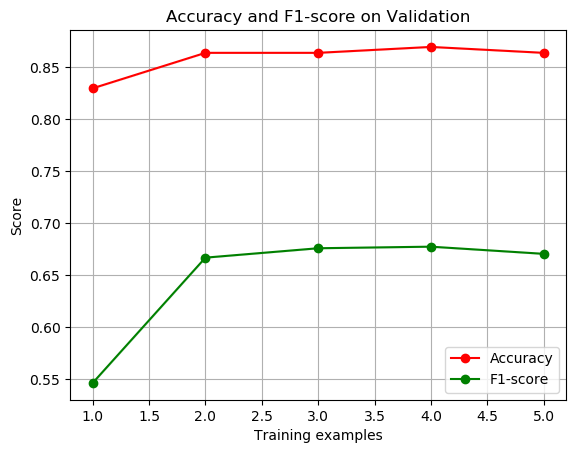 Accuracy and F1-score on Validation
Score
0.85
0.80
0.75
0.70
0.65
0.60
0.55
Accuracy
F1-score
1.0 1.5 2.0 2.5 3.0 3.5 4.0 4.5 5.0
Training examples